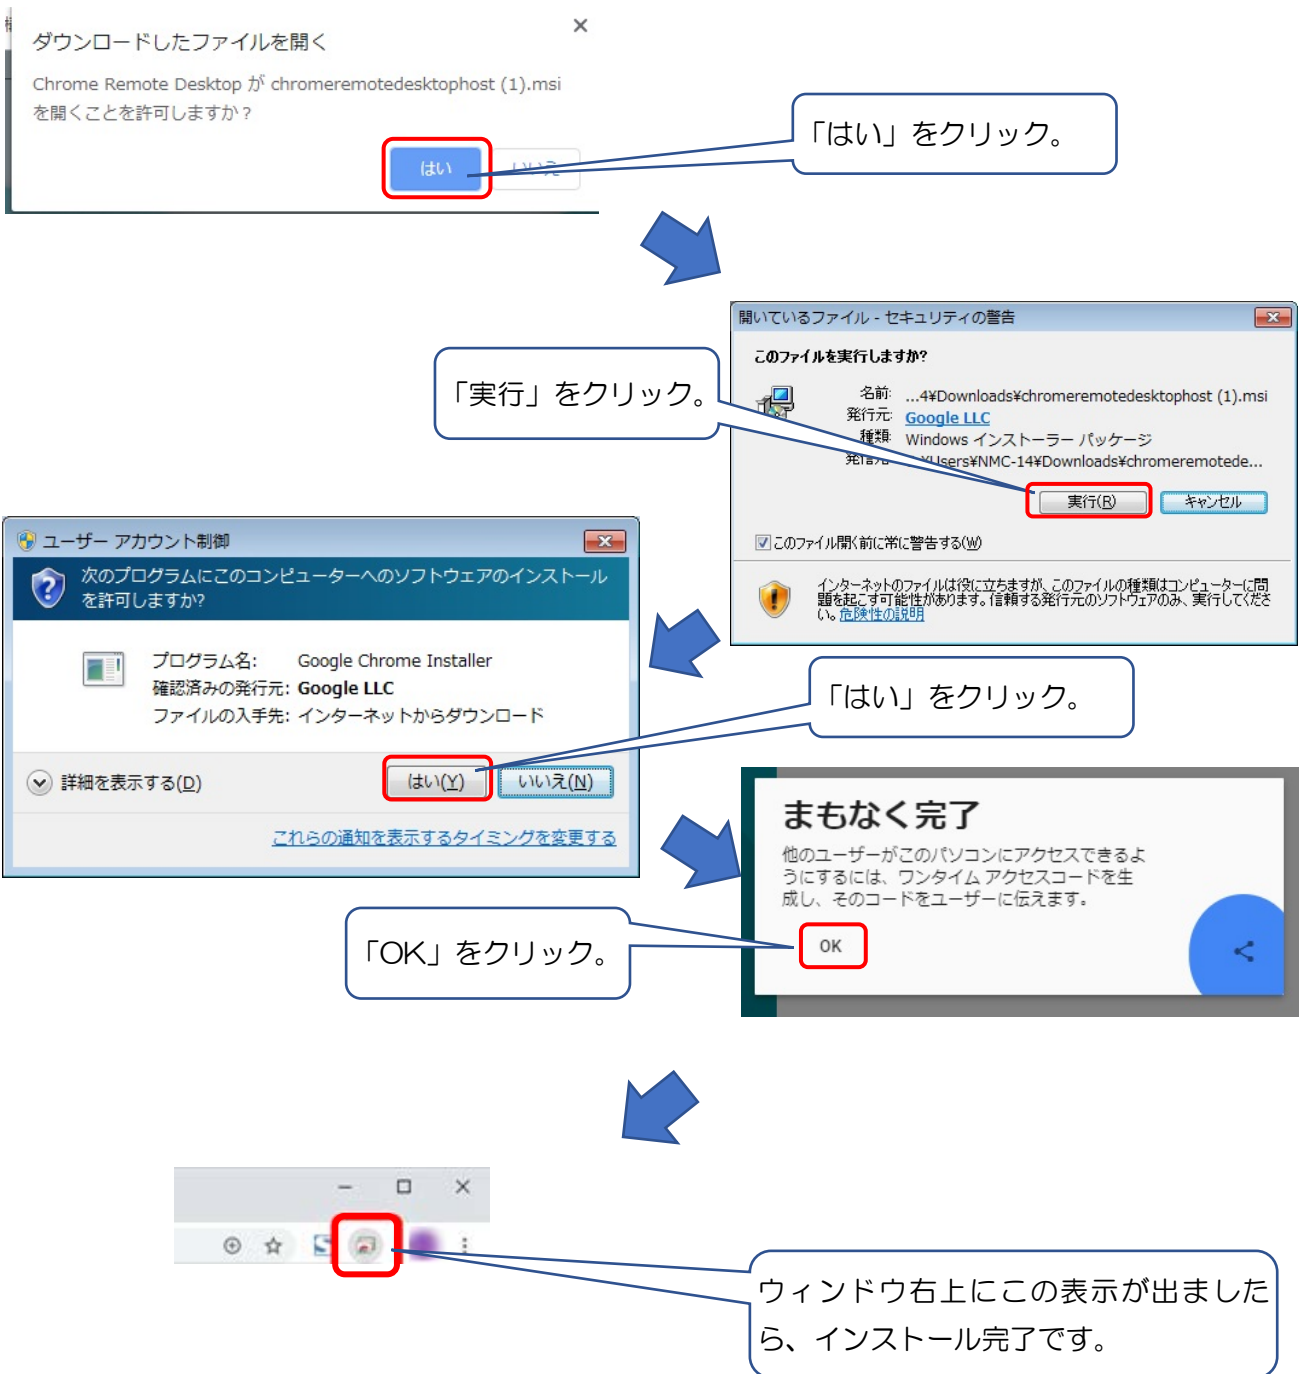 ダウンロードしたファイルを開く
Chrome Remote Desktop が chromeremotedesktophost (1).msi
を開くことを許可しますか？
はい
いいえ
「はい」をクリック。
開いているファイル - セキュリティの警告
このファイルを実行しますか?
名前: ...4¥Downloads¥chromeremotedesktophost (1).msi
発行元: Google LLC
種類: Windows インストーラー パッケージ
発信元: ¥Users¥NMC-14¥Downloads¥chromeremotede...
実行(R)
キャンセル
このファイル開く前に常に警告する(W)
インターネットのファイルは役に立ちますが、このファイルの種類はコンピューターに問
題を起こす可能性があります。信頼する発行元のソフトウェアのみ、実行してくださ
い。危険性の説明
「実行」をクリック。
ユーザー アカウント制御
次のプログラムにこのコンピューターへのソフトウェアのインストール
を許可しますか?
プログラム名: Google Chrome Installer
確認済みの発行元: Google LLC
ファイルの入手先: インターネットからダウンロード
詳細を表示する(D)
はい(Y)
いいえ(N)
これらの通知を表示するタイミングを変更する
「はい」をクリック。
まもなく完了
他のユーザーがこのパソコンにアクセスできるよ
うにするには、ワンタイム アクセスコードを生
成し、そのコードをユーザーに伝えます。
OK
「OK」をクリック。
ウィンドウ右上にこの表示が出ました
ら、インストール完了です。